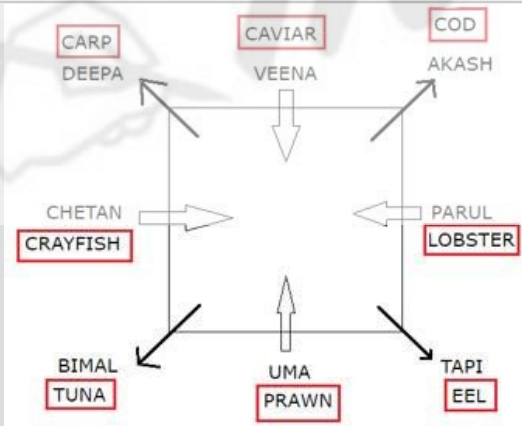 CARP
CAVIAR
COD
DEEPA
VEENA
AKASH
CHETAN
PARUL
CRAYFISH
LOBSTER
BIMAL
UMA
TAPI
TUNA
PRAWN
EEL